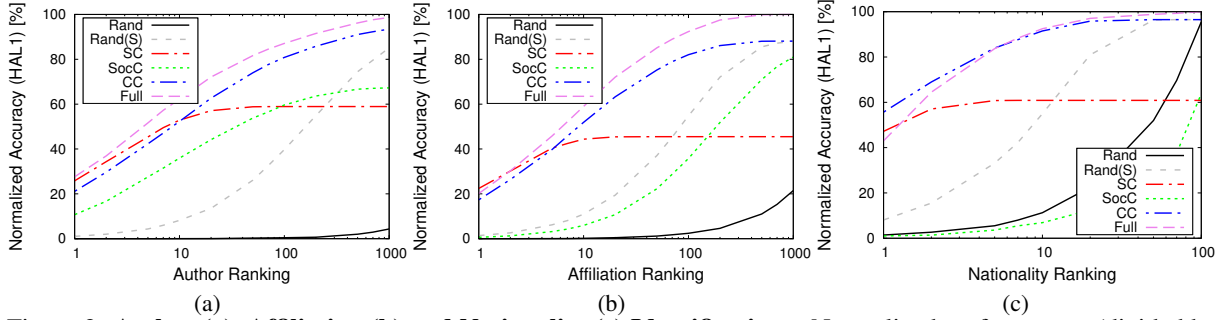 Normalized Accuracy (HAL1) [%]
100
80
60
40
20
0
Rand
Rand(S)
SC
SocC
CC
Full
1
10
100
1000
Author Ranking
(a)
Normalized Accuracy (HAL1) [%]
100
80
60
40
20
0
Rand
Rand(S)
SC
SocC
CC
Full
1
10
100
1000
Affiliation Ranking
(b)
Normalized Accuracy (HAL1) [%]
100
80
60
40
20
0
Rand
Rand(S)
SC
SocC
CC
Full
1
10
100
Nationality Ranking
(c)